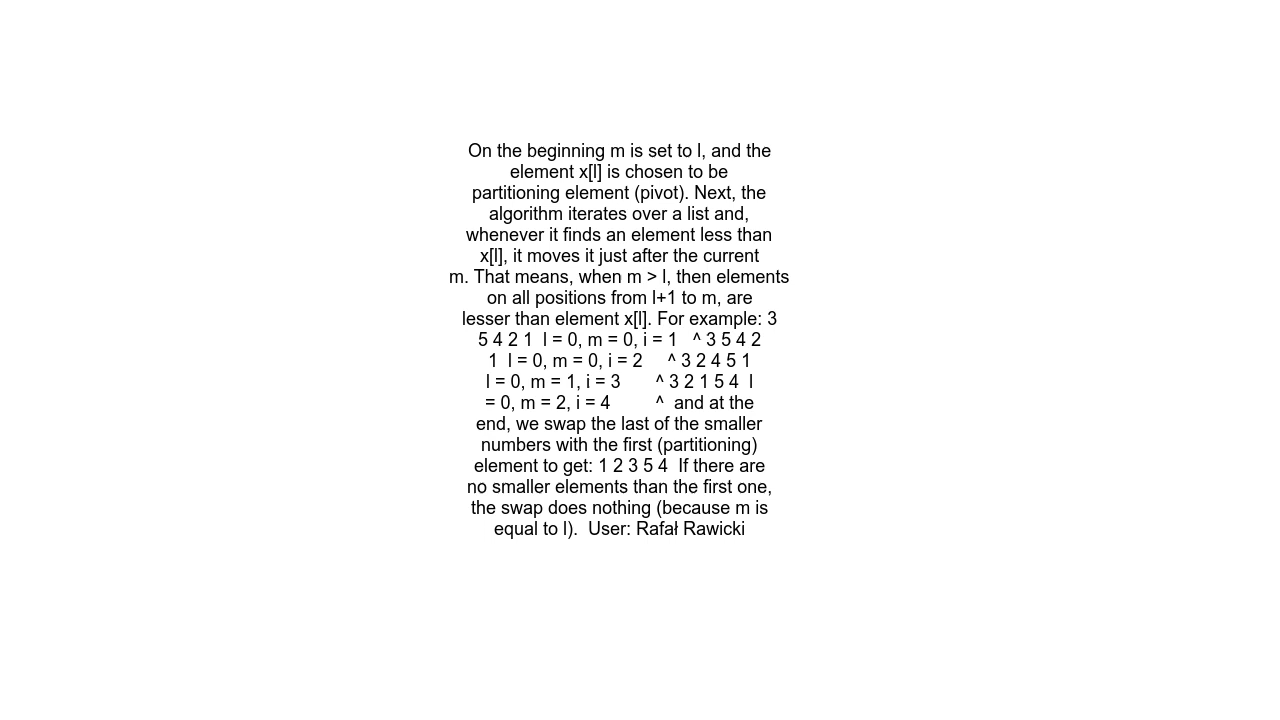 On the beginning m is set to l, and the
element x[l] is chosen to be
partitioning element (pivot). Next, the
algorithm iterates over a list and,
whenever it finds an element less than
x[l], it moves it just after the current
m. That means, when m > l, then elements
on all positions from l+1 to m, are
lesser than element x[l]. For example: 3
5 4 2 1  l = 0, m = 0, i = 1   ^ 3 5 4 2
1  l = 0, m = 0, i = 2     ^ 3 2 4 5 1
l = 0, m = 1, i = 3       ^ 3 2 1 5 4  l
= 0, m = 2, i = 4         ^  and at the
end, we swap the last of the smaller
numbers with the first (partitioning)
element to get: 1 2 3 5 4  If there are
no smaller elements than the first one,
the swap does nothing (because m is
equal to l).  User: Rafał Rawicki